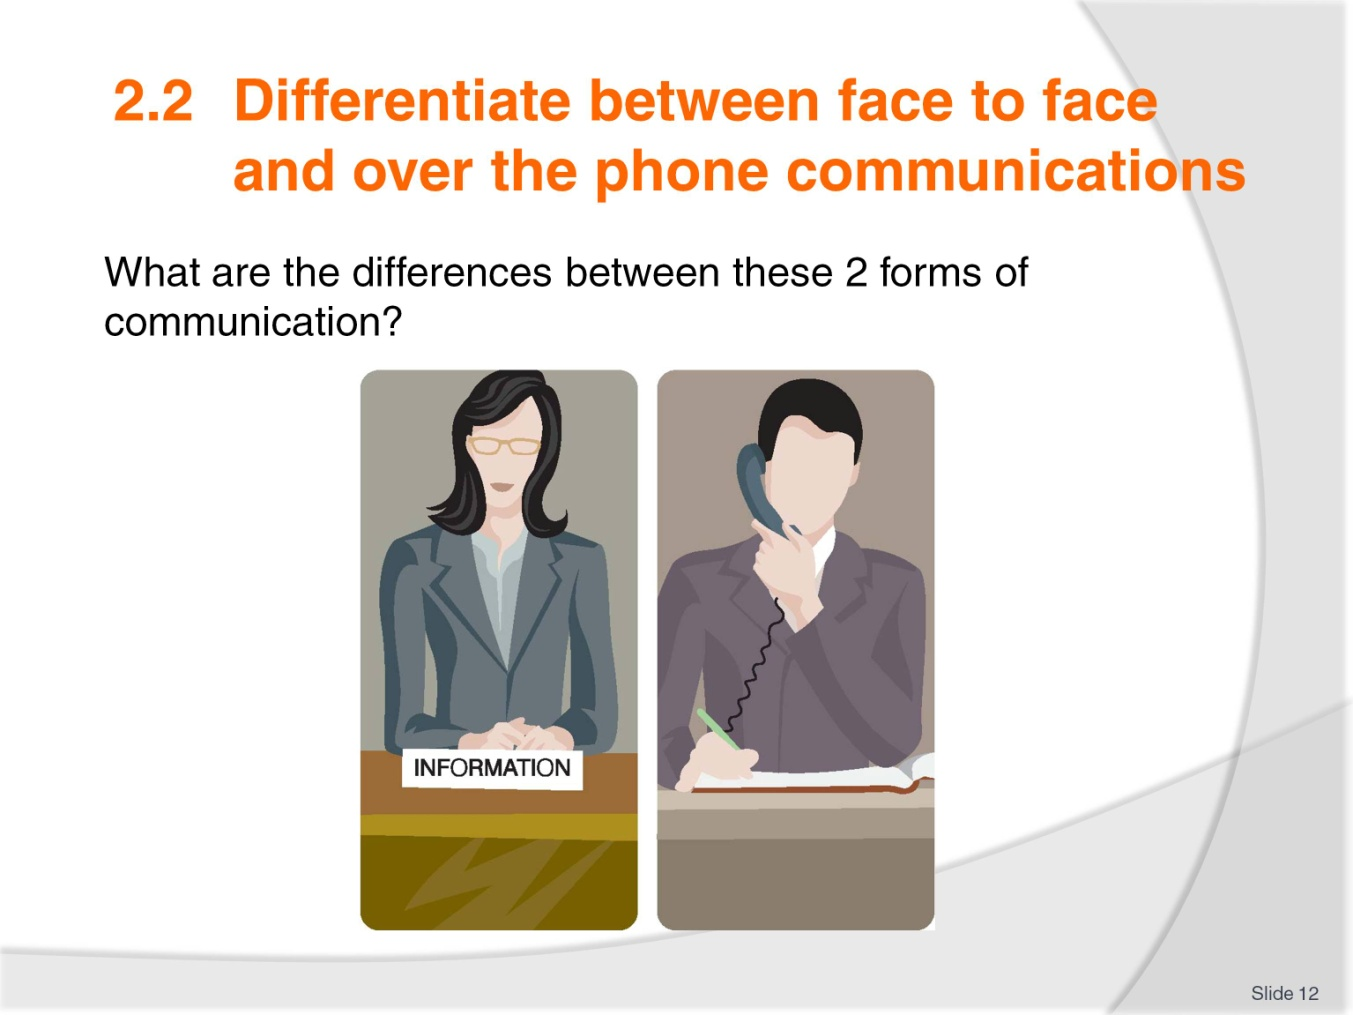 2.2 Differentiate between face to face
and over the phone communications
What are the differences between these 2 forms of
communication?
INFORMATION
Slide 12